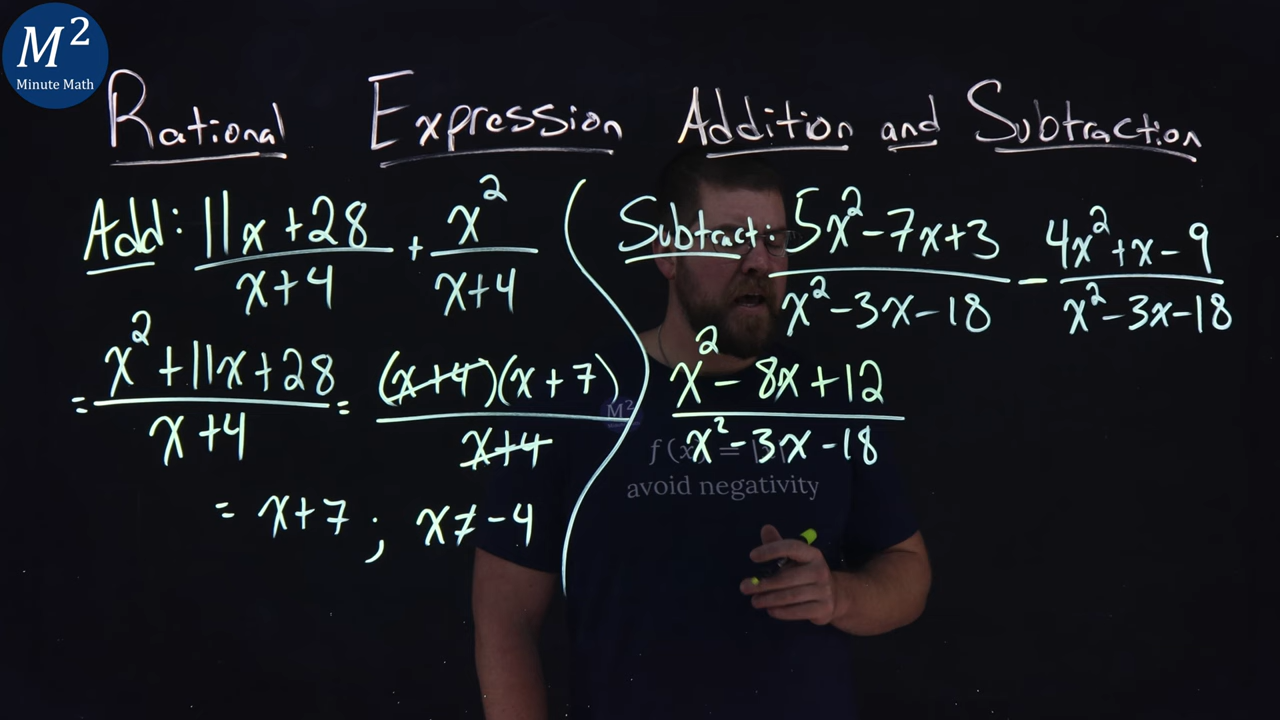 M²
Minute Math
Rational Expression Addition and Subtraction
Add: (11x+28)/(x+4) + x²/(x+4)
= (x²+11x+28)/(x+4) = ((x+4)(x+7))/(x+4)
= x+7 ; x≠-4
Subtract: (5x²-7x+3)/(x²-3x-18) - (4x²+x-9)/(x²-3x-18)
(x²-8x+12)/(x²-3x-18)
M²
f(x) = |x|
avoid negativity